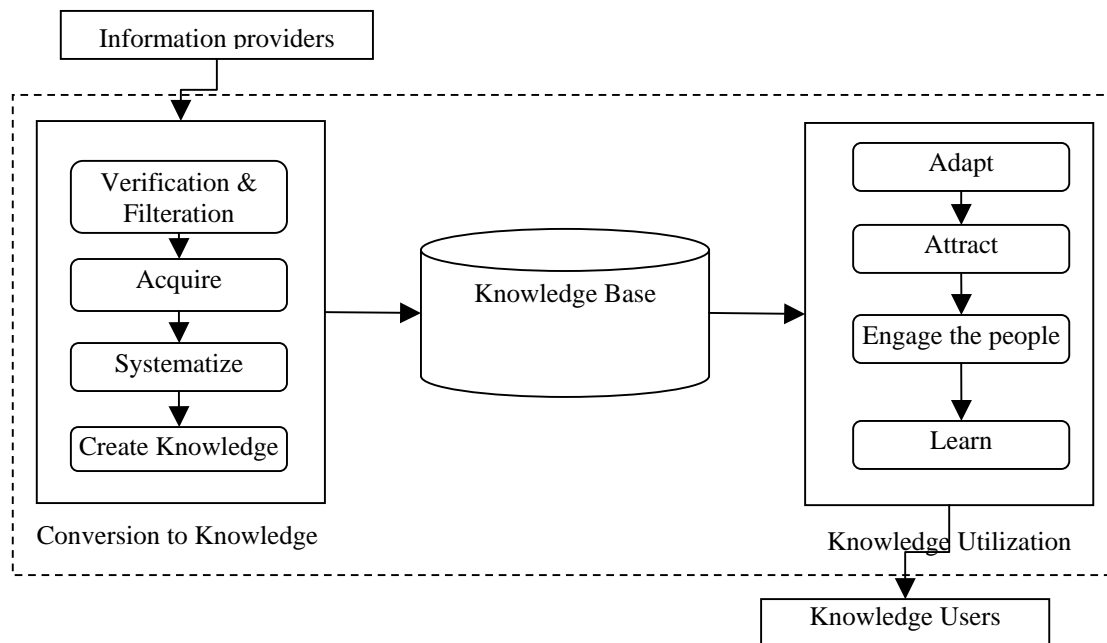 Information providers
Verification &
Filteration
Acquire
Systematize
Create Knowledge
Conversion to Knowledge
Knowledge Base
Adapt
Attract
Engage the people
Learn
Knowledge Utilization
Knowledge Users